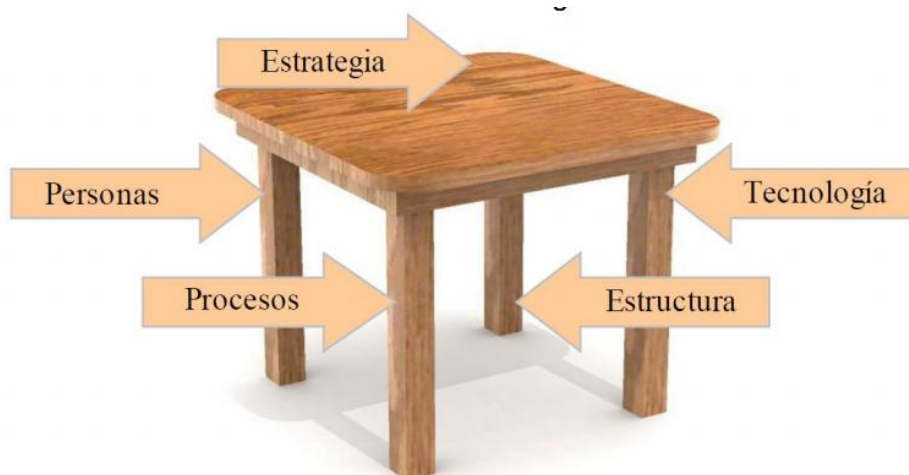 Estrategia
Personas
Tecnología
Procesos
Estructura